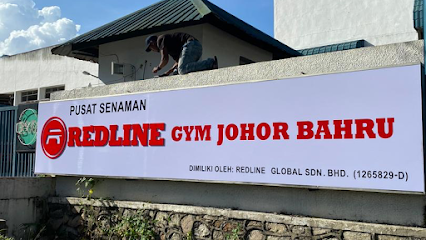 PUSAT SENAMAN
REDLINE GYM JOHOR BAHRU
DIMILIKI OLEH: REDLINE GLOBAL SDN. BHD. (1265829-D)